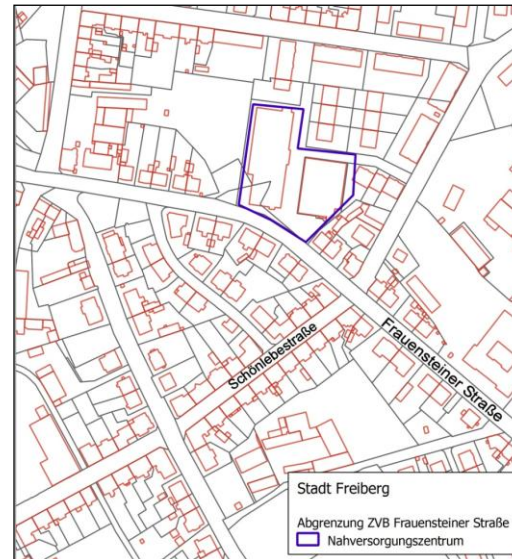 Schönlebestraße
Frauensteiner Straße
Stadt Freiberg
Abgrenzung ZVB Frauensteiner Straße
Nahversorgungszentrum